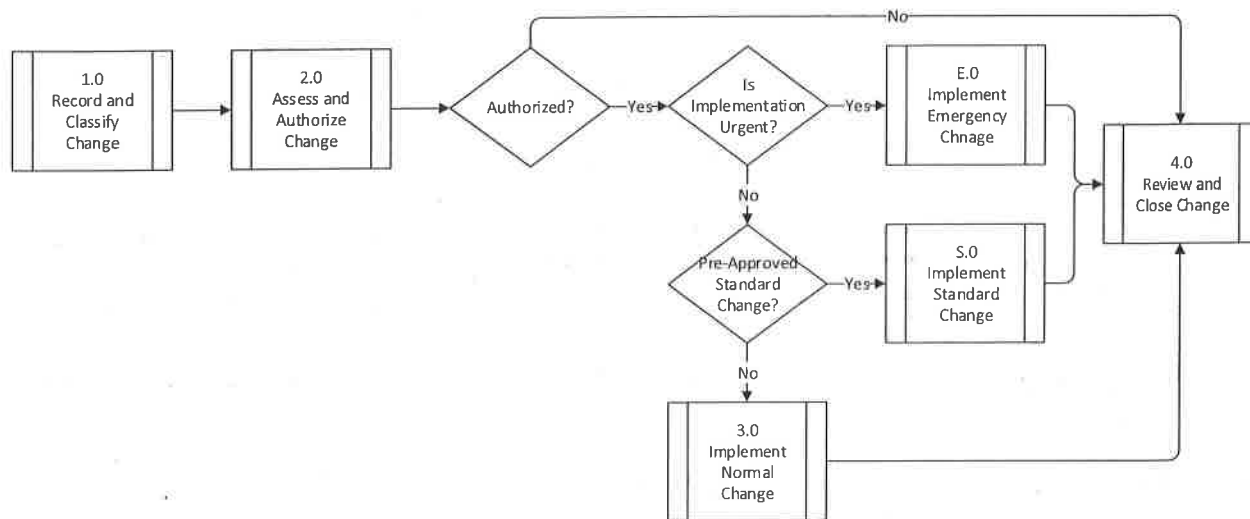 No
1.0
Record and
Classify
Change
2.0
Assess and
Authorize
Change
Authorized?
Yes
Is
Implementation
Urgent?
Yes
E.0
Implement
Emergency
Chnage
4.0
Review and
Close Change
No
Pre-Approved
Standard
Change?
Yes
S.0
Implement
Standard
Change
No
3.0
Implement
Normal
Change